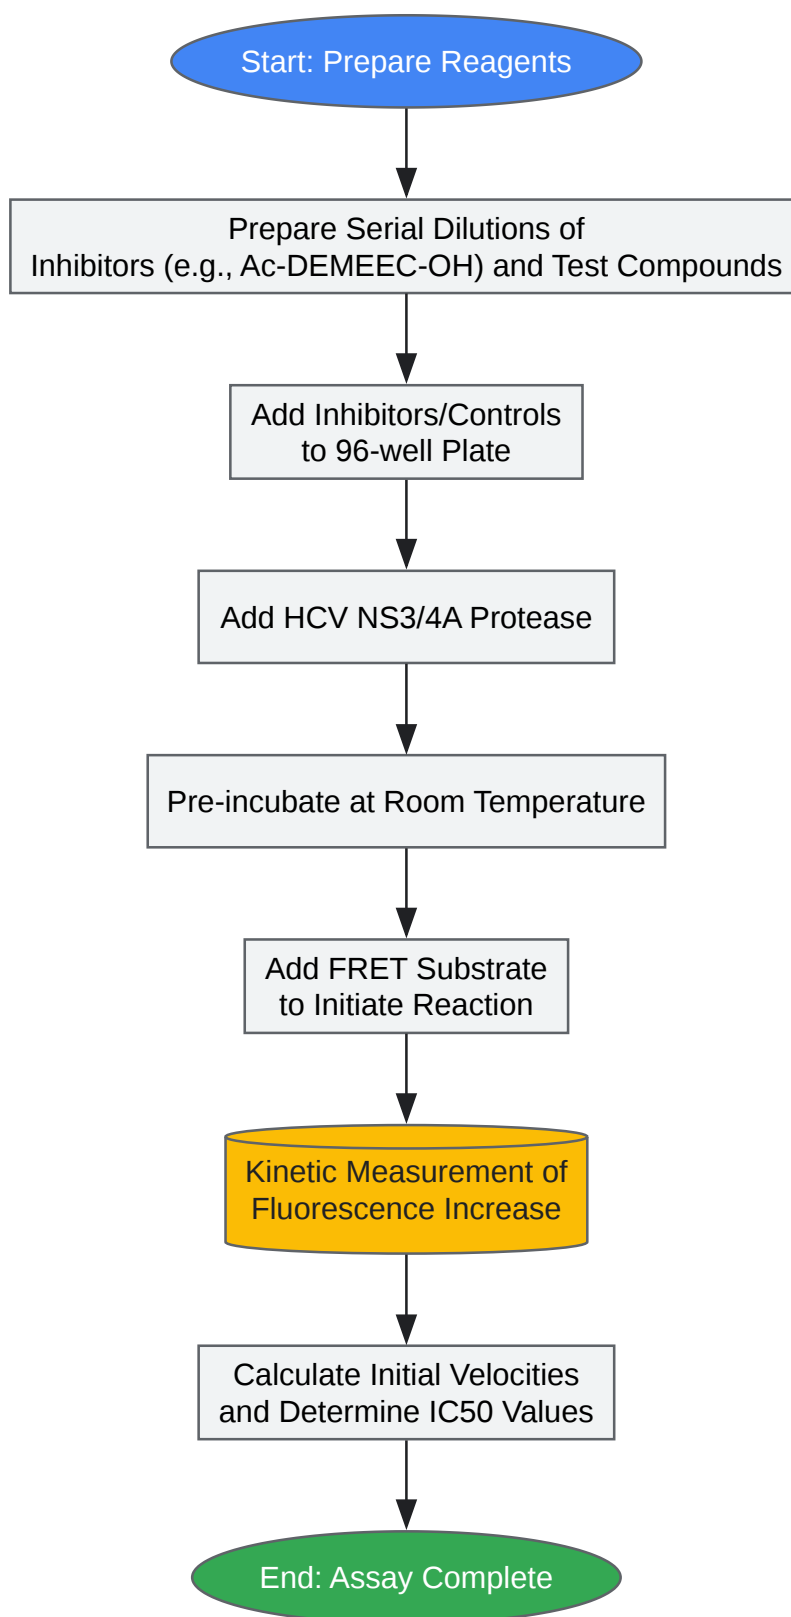 Start: Prepare Reagents
Prepare Serial Dilutions of
Inhibitors (e.g., Ac-DEMEEC-OH) and Test Compounds
Add Inhibitors/Controls
to 96-well Plate
Add HCV NS3/4A Protease
Pre-incubate at Room Temperature
Add FRET Substrate
to Initiate Reaction
Kinetic Measurement of
Fluorescence Increase
Calculate Initial Velocities
and Determine IC50 Values
End: Assay Complete